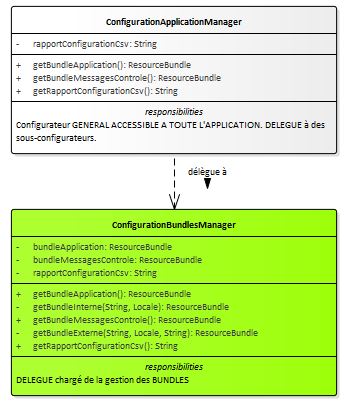 ConfigurationApplicationManager
- rapportConfigurationCsv: String
+ getBundleApplication(): ResourceBundle
+ getBundleMessagesControle(): ResourceBundle
+ getRapportConfigurationCsv(): String
responsibilities
Configurateur GENERAL ACCESSIBLE A TOUTE L'APPLICATION. DELEGUE à des
sous-configurateurs.
délègue à
ConfigurationBundlesManager
- bundleApplication: ResourceBundle
- bundleMessagesControle: ResourceBundle
- rapportConfigurationCsv: String
+ getBundleApplication(): ResourceBundle
- getBundleInterne(String, Locale): ResourceBundle
+ getBundleMessagesControle(): ResourceBundle
- getBundleExterne(String, Locale, String): ResourceBundle
+ getRapportConfigurationCsv(): String
responsibilities
DELEGUE chargé de la gestion des BUNDLES